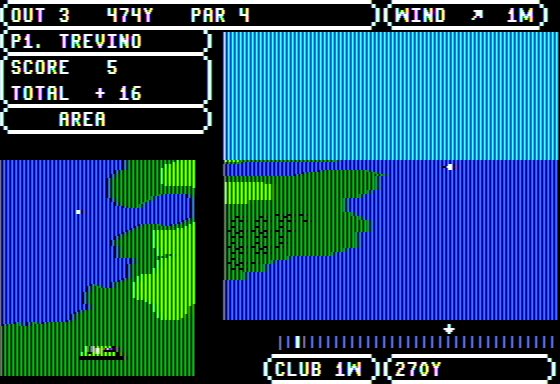 OUT 3 474Y PAR 4
WIND ↗ 1M
P1. TREVINO
SCORE 5
TOTAL + 16
AREA
CLUB 1W
270Y